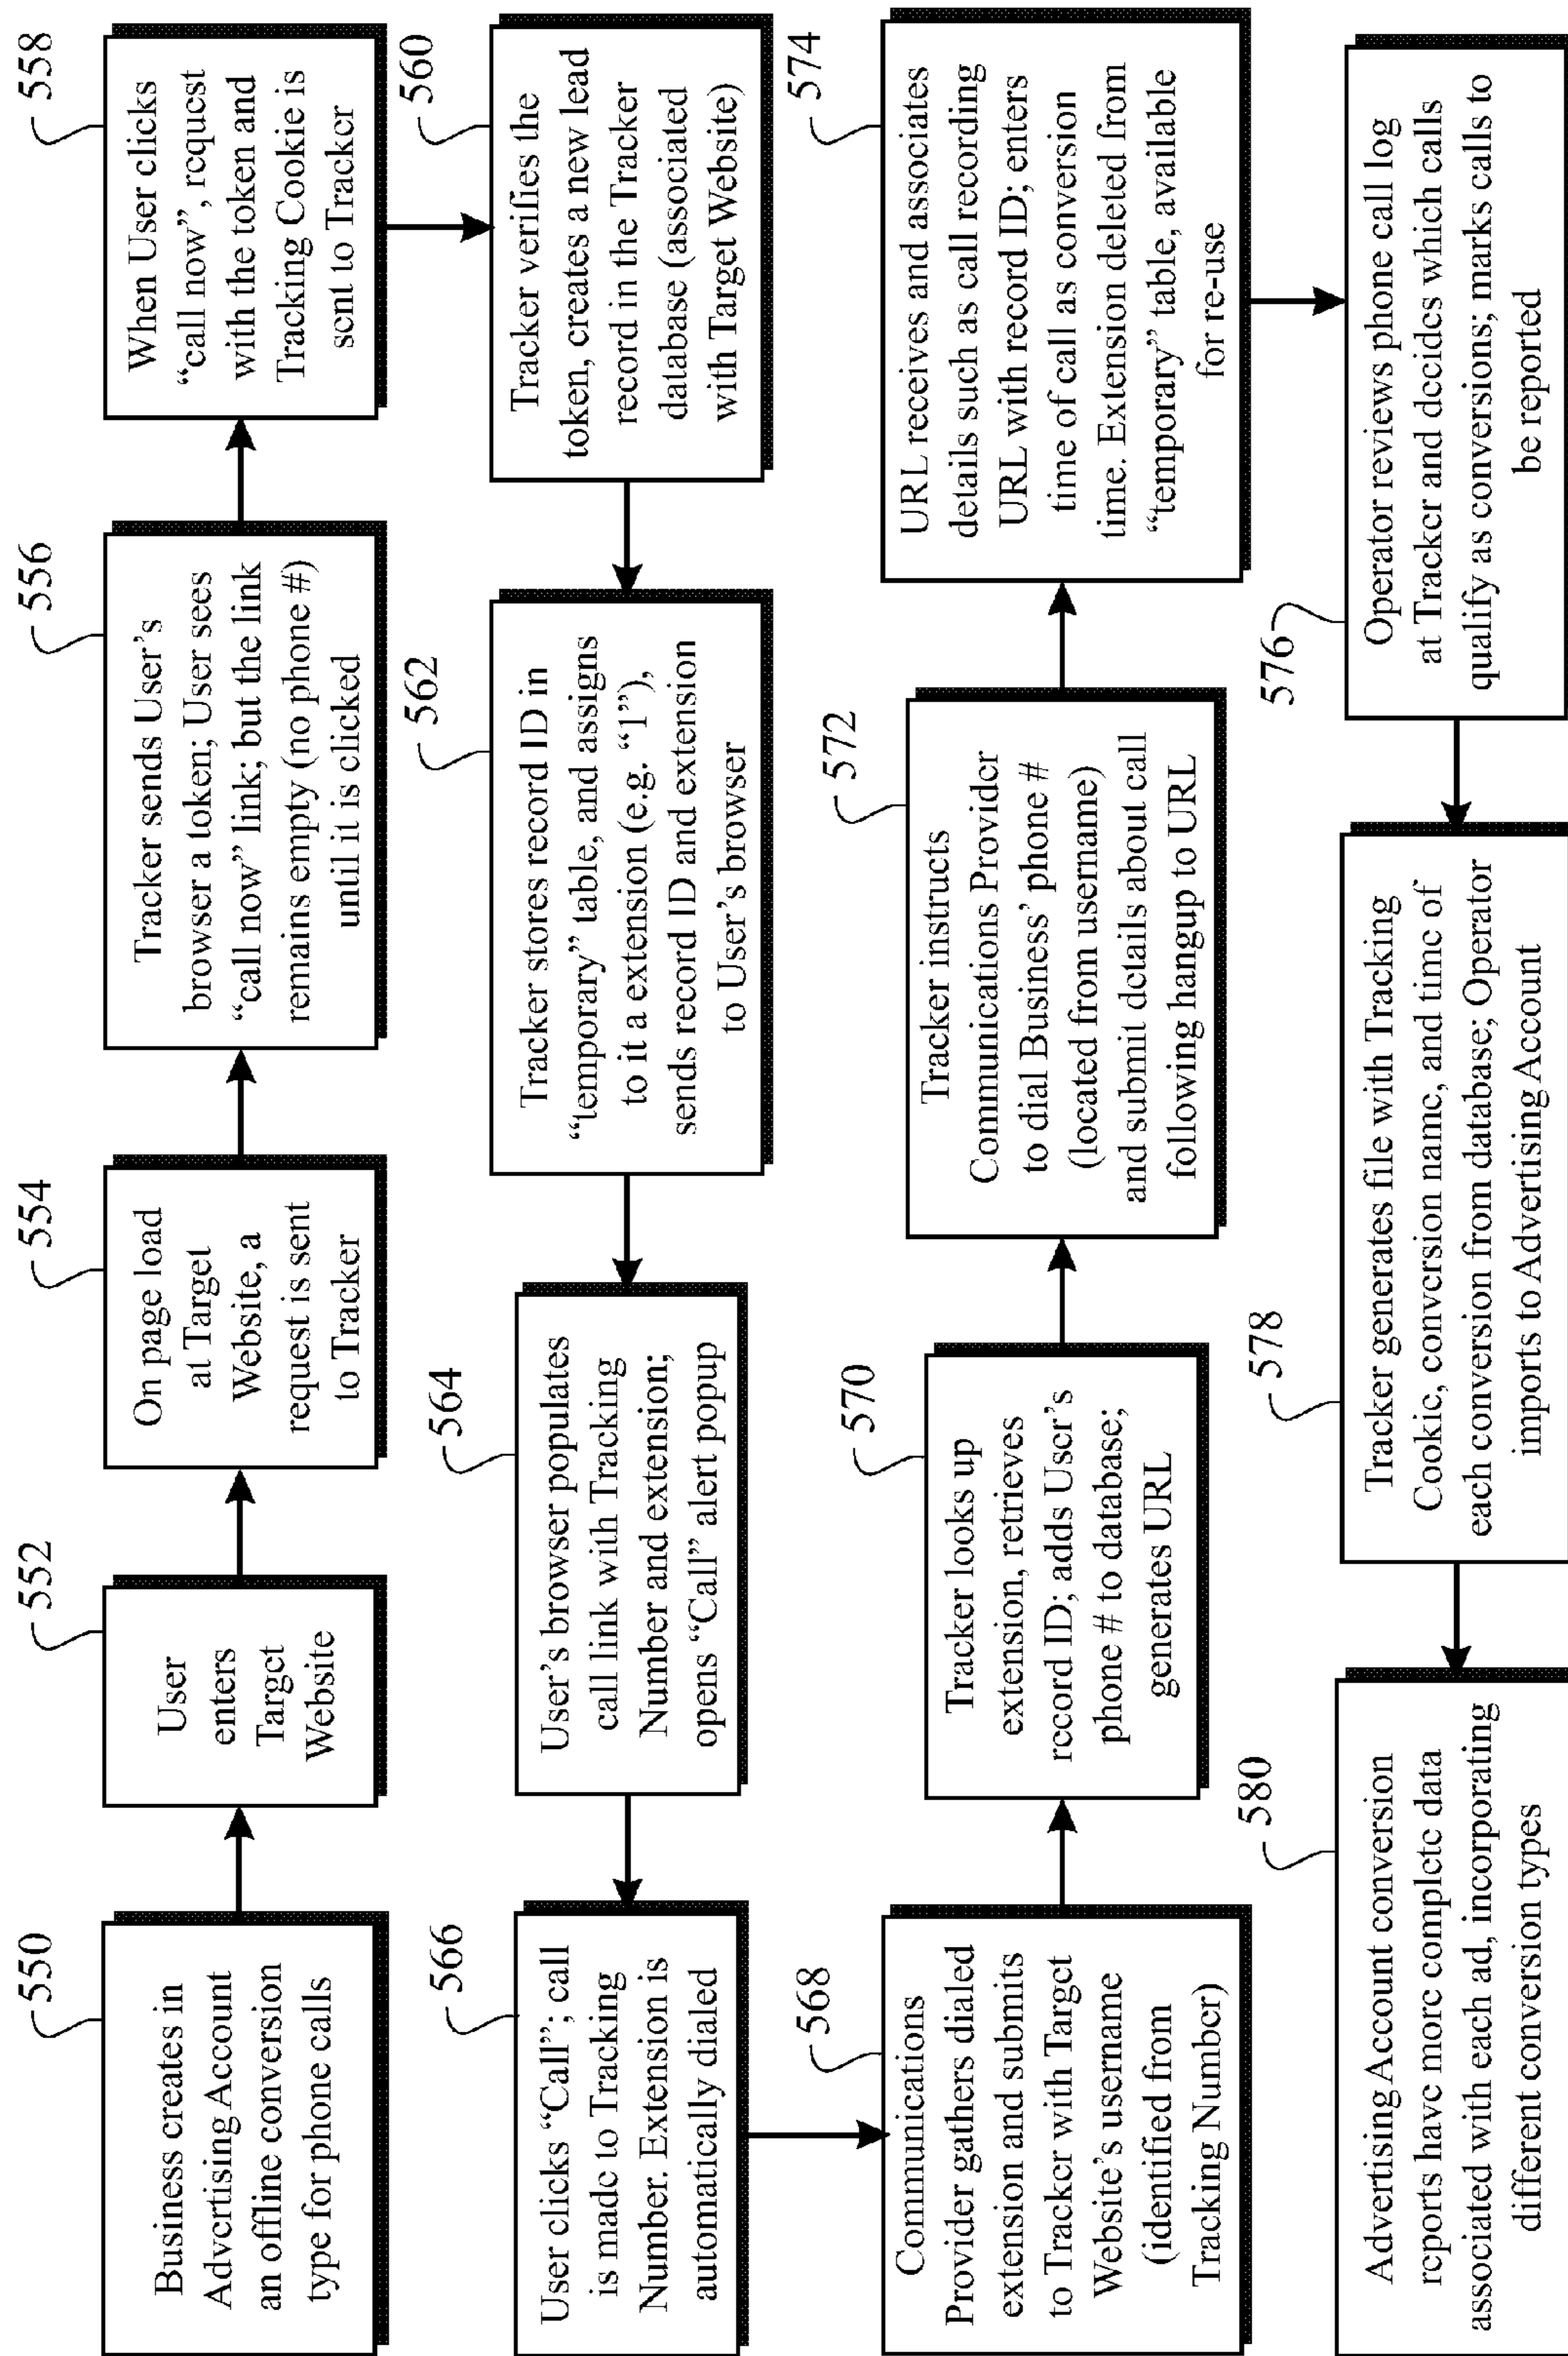 550
Business creates in
Advertising Account
an offline conversion
type for phone calls
552
User
enters
Target
Website
554
On page load
at Target
Website, a
request is sent
to Tracker
556
Tracker sends User's
browser a token; User sees
“call now” link; but the link
remains empty (no phone #)
until it is clicked
558
When User clicks
“call now”, request
with the token and
Tracking Cookie is
sent to Tracker
560
Tracker verifies the
token, creates a new lead
record in the Tracker
database (associated
with Target Website)
562
Tracker stores record ID in
“temporary” table, and assigns
to it a extension (e.g. “1”),
sends record ID and extension
to User's browser
564
User's browser populates
call link with Tracking
Number and extension;
opens “Call” alert popup
566
User clicks “Call”; call
is made to Tracking
Number. Extension is
automatically dialed
568
Communications
Provider gathers dialed
extension and submits
to Tracker with Target
Website's username
(identified from
Tracking Number)
570
Tracker looks up
extension, retrieves
record ID; adds User's
phone # to database;
generates URL
572
Tracker instructs
Communications Provider
to dial Business' phone #
(located from username)
and submit details about call
following hangup to URL
574
URL receives and associates
details such as call recording
URL with record ID; enters
time of call as conversion
time. Extension deleted from
“temporary” table, available
for re-use
576
Operator reviews phone call log
at Tracker and decides which calls
qualify as conversions; marks calls to
be reported
578
Tracker generates file with Tracking
Cookie, conversion name, and time of
each conversion from database; Operator
imports to Advertising Account
580
Advertising Account conversion
reports have more complete data
associated with each ad, incorporating
different conversion types